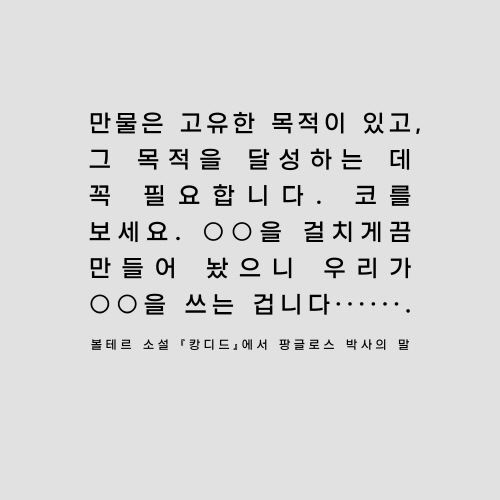 만물은 고유한 목적이 있고,
그 목적을 달성하는 데
꼭 필요합니다. 코를
보세요. ○○을 걸치게끔
만들어 놨으니 우리가
○○을 쓰는 겁니다…….
볼테르 소설 『캉디드』에서 팡글로스 박사의 말